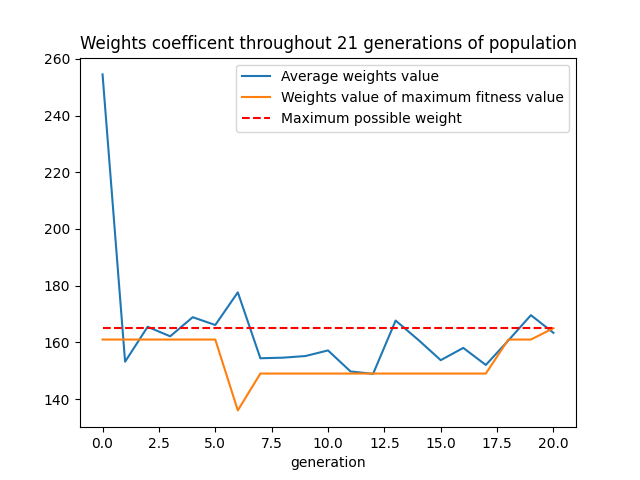 Weights coefficent throughout 21 generations of population
Average weights value
Weights value of maximum fitness value
Maximum possible weight
260
240
220
200
180
160
140
0.0 2.5 5.0 7.5 10.0 12.5 15.0 17.5 20.0
generation